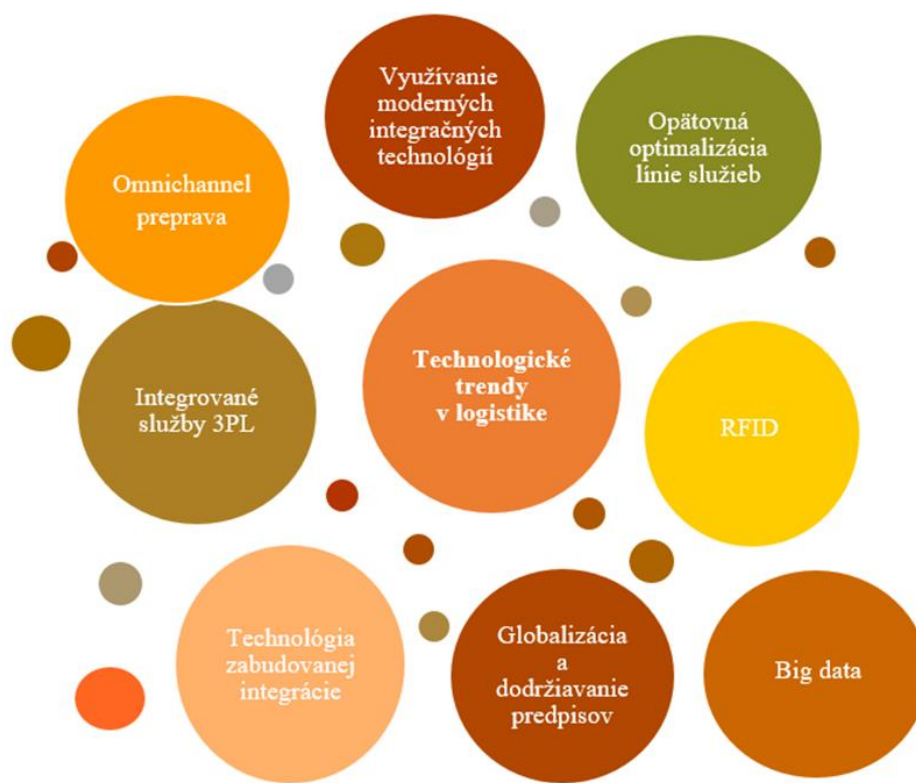 Využívanie
moderných
integračných
technológií
Opätovná
optimalizácia
línie služieb
Omnichannel
preprava
Technologické
trendy
v logistike
Integrované
služby 3PL
RFID
Technológia
zabudovanej
integrácie
Globalizácia
a
dodržiavanie
predpisov
Big data